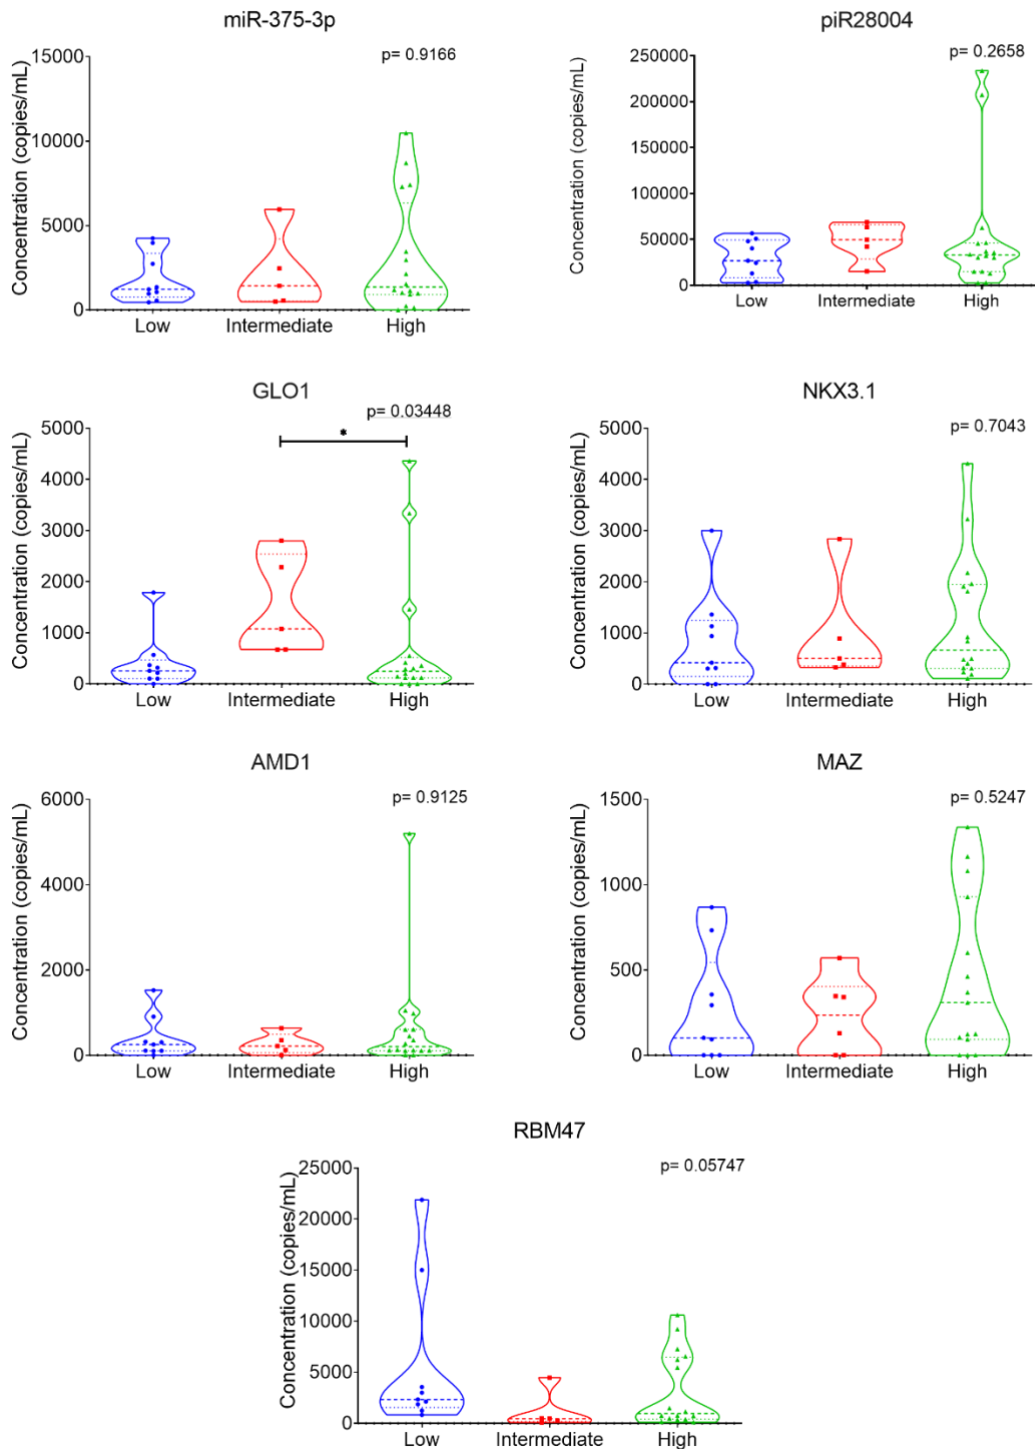 miR-375-3p
p= 0.9166
Concentration (copies/mL)
15000
10000
5000
0
Low Intermediate High
piR28004
p= 0.2658
Concentration (copies/mL)
250000
200000
150000
100000
50000
0
Low Intermediate High
GLO1
p= 0.03448
*
Concentration (copies/mL)
5000
4000
3000
2000
1000
0
Low Intermediate High
NKX3.1
p= 0.7043
Concentration (copies/mL)
5000
4000
3000
2000
1000
0
Low Intermediate High
AMD1
p= 0.9125
Concentration (copies/mL)
6000
4000
2000
0
Low Intermediate High
MAZ
p= 0.5247
Concentration (copies/mL)
1500
1000
500
0
Low Intermediate High
RBM47
p= 0.05747
Concentration (copies/mL)
25000
20000
15000
10000
5000
0
Low Intermediate High